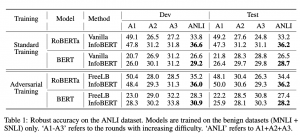 Training Model Method Dev Test
A1 A2 A3 ANLI A1 A2 A3 ANLI
Standard Training RoBERTa Vanilla 49.1 26.5 27.2 33.8 49.2 27.6 24.8 33.2
InfoBERT 47.8 31.2 31.8 36.6 47.3 31.2 31.1 36.2
BERT Vanilla 20.7 26.9 31.2 26.6 21.8 28.3 28.8 26.5
InfoBERT 26.0 30.1 31.2 29.2 26.4 29.7 29.8 28.7
Adversarial Training RoBERTa FreeLB 50.4 28.0 28.5 35.2 48.1 30.4 26.3 34.4
InfoBERT 48.4 29.3 31.3 36.0 50.0 30.6 29.3 36.2
BERT FreeLB 23.0 29.0 32.2 28.3 22.2 28.5 30.8 27.4
InfoBERT 28.3 30.2 33.8 30.9 25.9 28.1 30.3 28.2
Table 1: Robust accuracy on the ANLI dataset. Models are trained on the benign datasets (MNLI +
SNLI) only. ‘A1-A3’ refers to the rounds with increasing difficulty. ‘ANLI’ refers to A1+A2+A3.